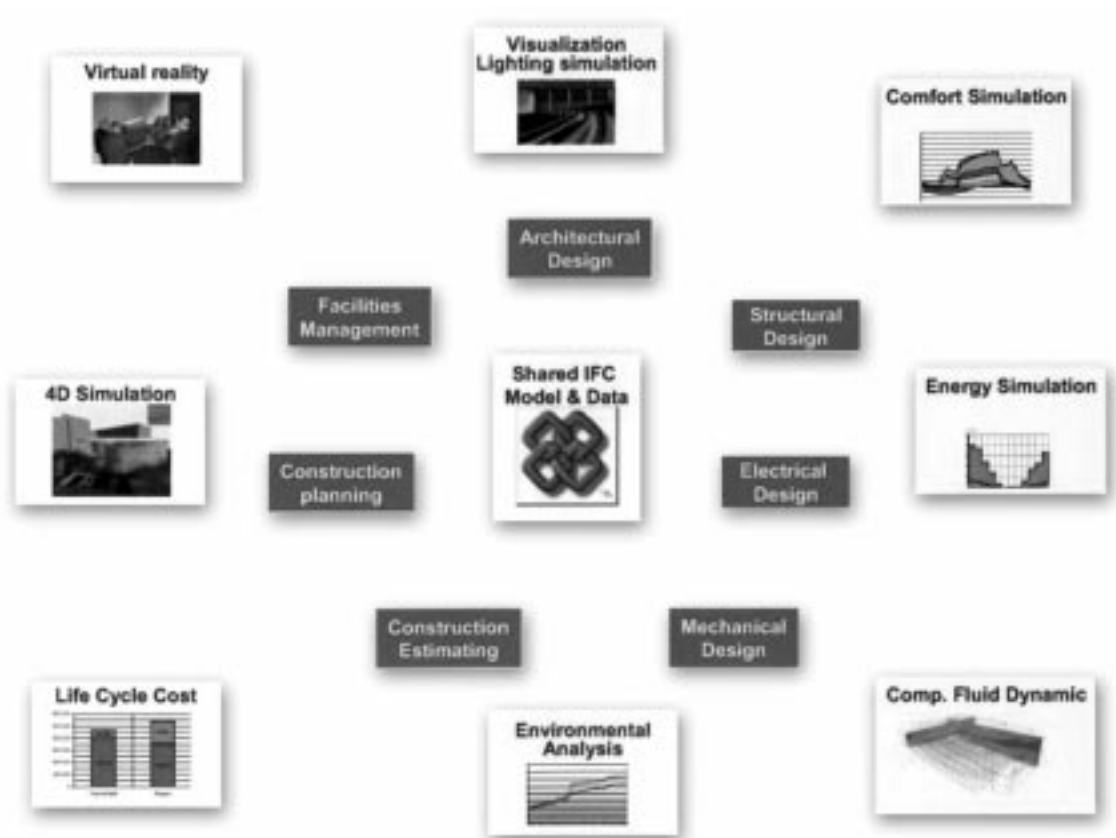 Visualization
Lighting simulation
Virtual reality
Comfort Simulation
Architectural
Design
Facilities
Management
Structural
Design
Shared IFC
Model & Data
4D Simulation
Energy Simulation
Construction
planning
Electrical
Design
Construction
Estimating
Mechanical
Design
Life Cycle Cost
Environmental
Analysis
Comp. Fluid Dynamic